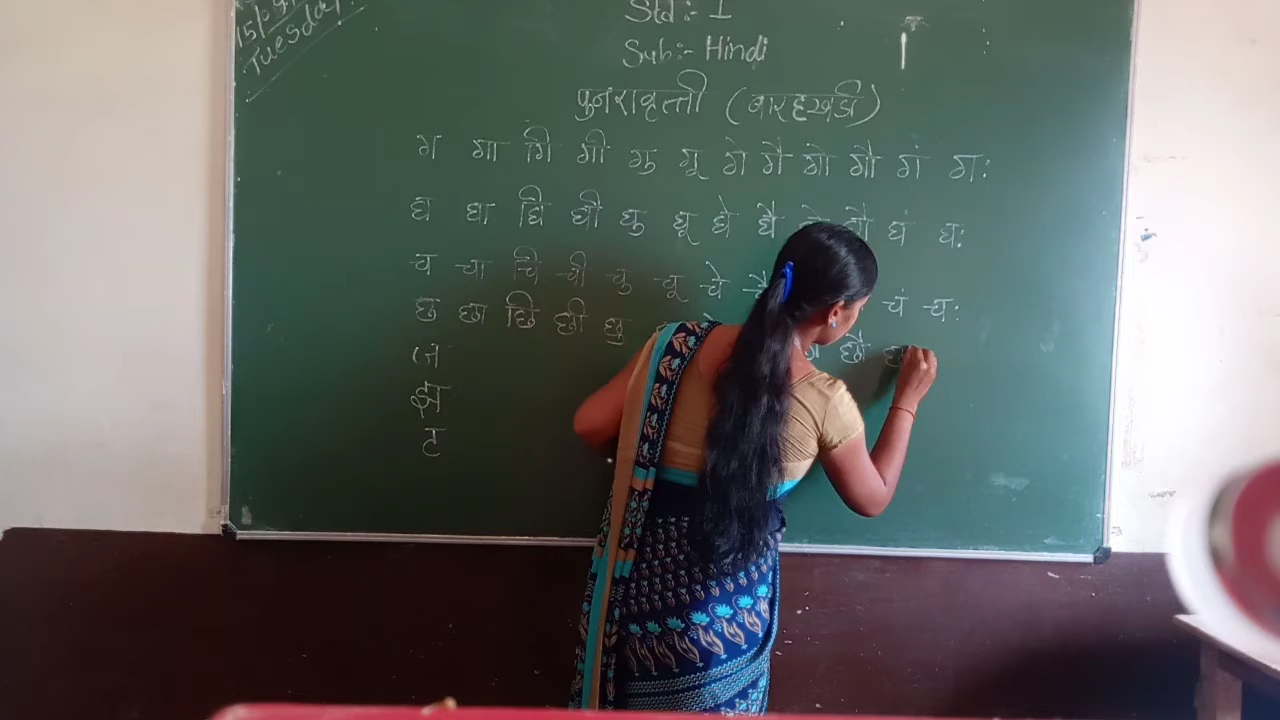 Tuesday
Std:- I
Sub:- Hindi
पुनरावृत्ती (बारहखडी)
ग गा गि गी गु गू गे गै गो गौ गं गः
घ घा घि घी घु घू घे घै घं घः
च चा चि ची चु चू चे चं चः
छ छा छि छी छु छौ
ज
झ
ट